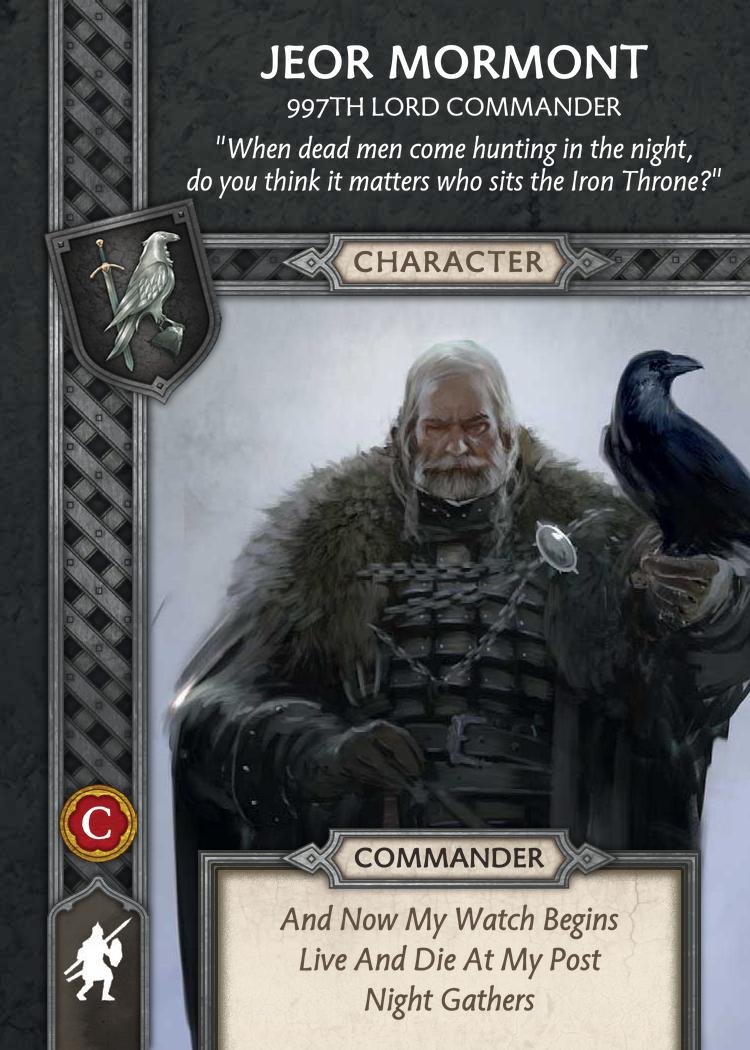 JEOR MORMONT
997TH LORD COMMANDER
"When dead men come hunting in the night,
do you think it matters who sits the Iron Throne?"
CHARACTER
C
COMMANDER
And Now My Watch Begins
Live And Die At My Post
Night Gathers